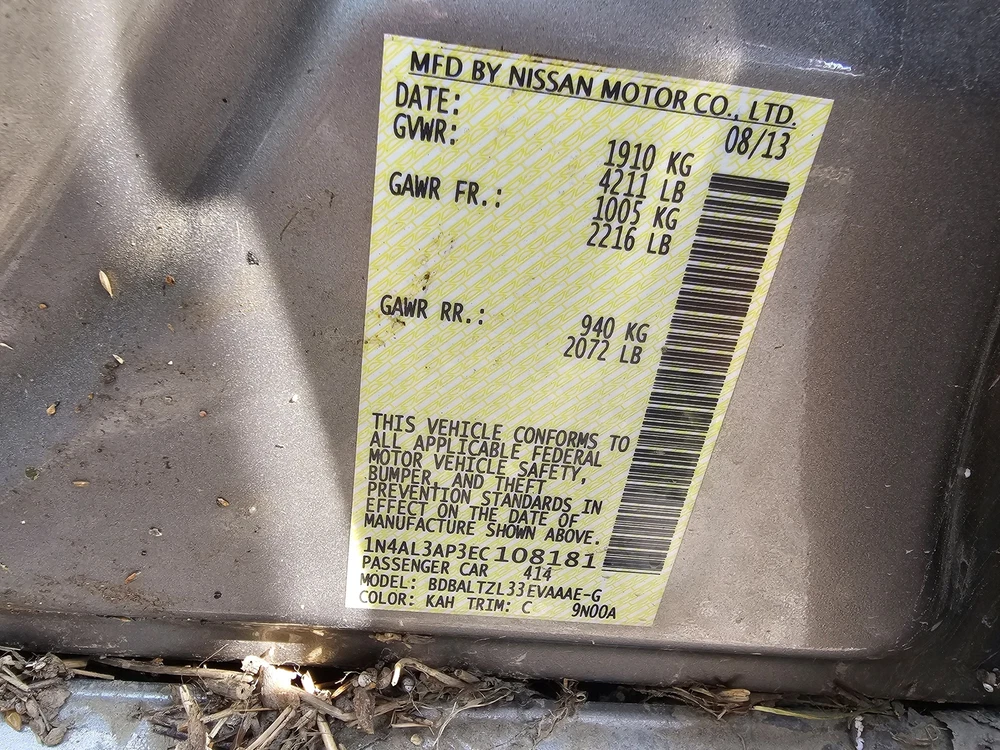 MFD BY NISSAN MOTOR CO., LTD.
DATE: 08/13
GVWR: 1910 KG
4211 LB
GAWR FR.: 1005 KG
2216 LB
GAWR RR.: 940 KG
2072 LB
THIS VEHICLE CONFORMS TO
ALL APPLICABLE FEDERAL
MOTOR VEHICLE SAFETY,
BUMPER, AND THEFT
PREVENTION STANDARDS IN
EFFECT ON THE DATE OF
MANUFACTURE SHOWN ABOVE.
1N4AL3AP3EC108181
PASSENGER CAR 414
MODEL: BDBALTZL33EVAAAE-G
COLOR: KAH TRIM: C 9N00A